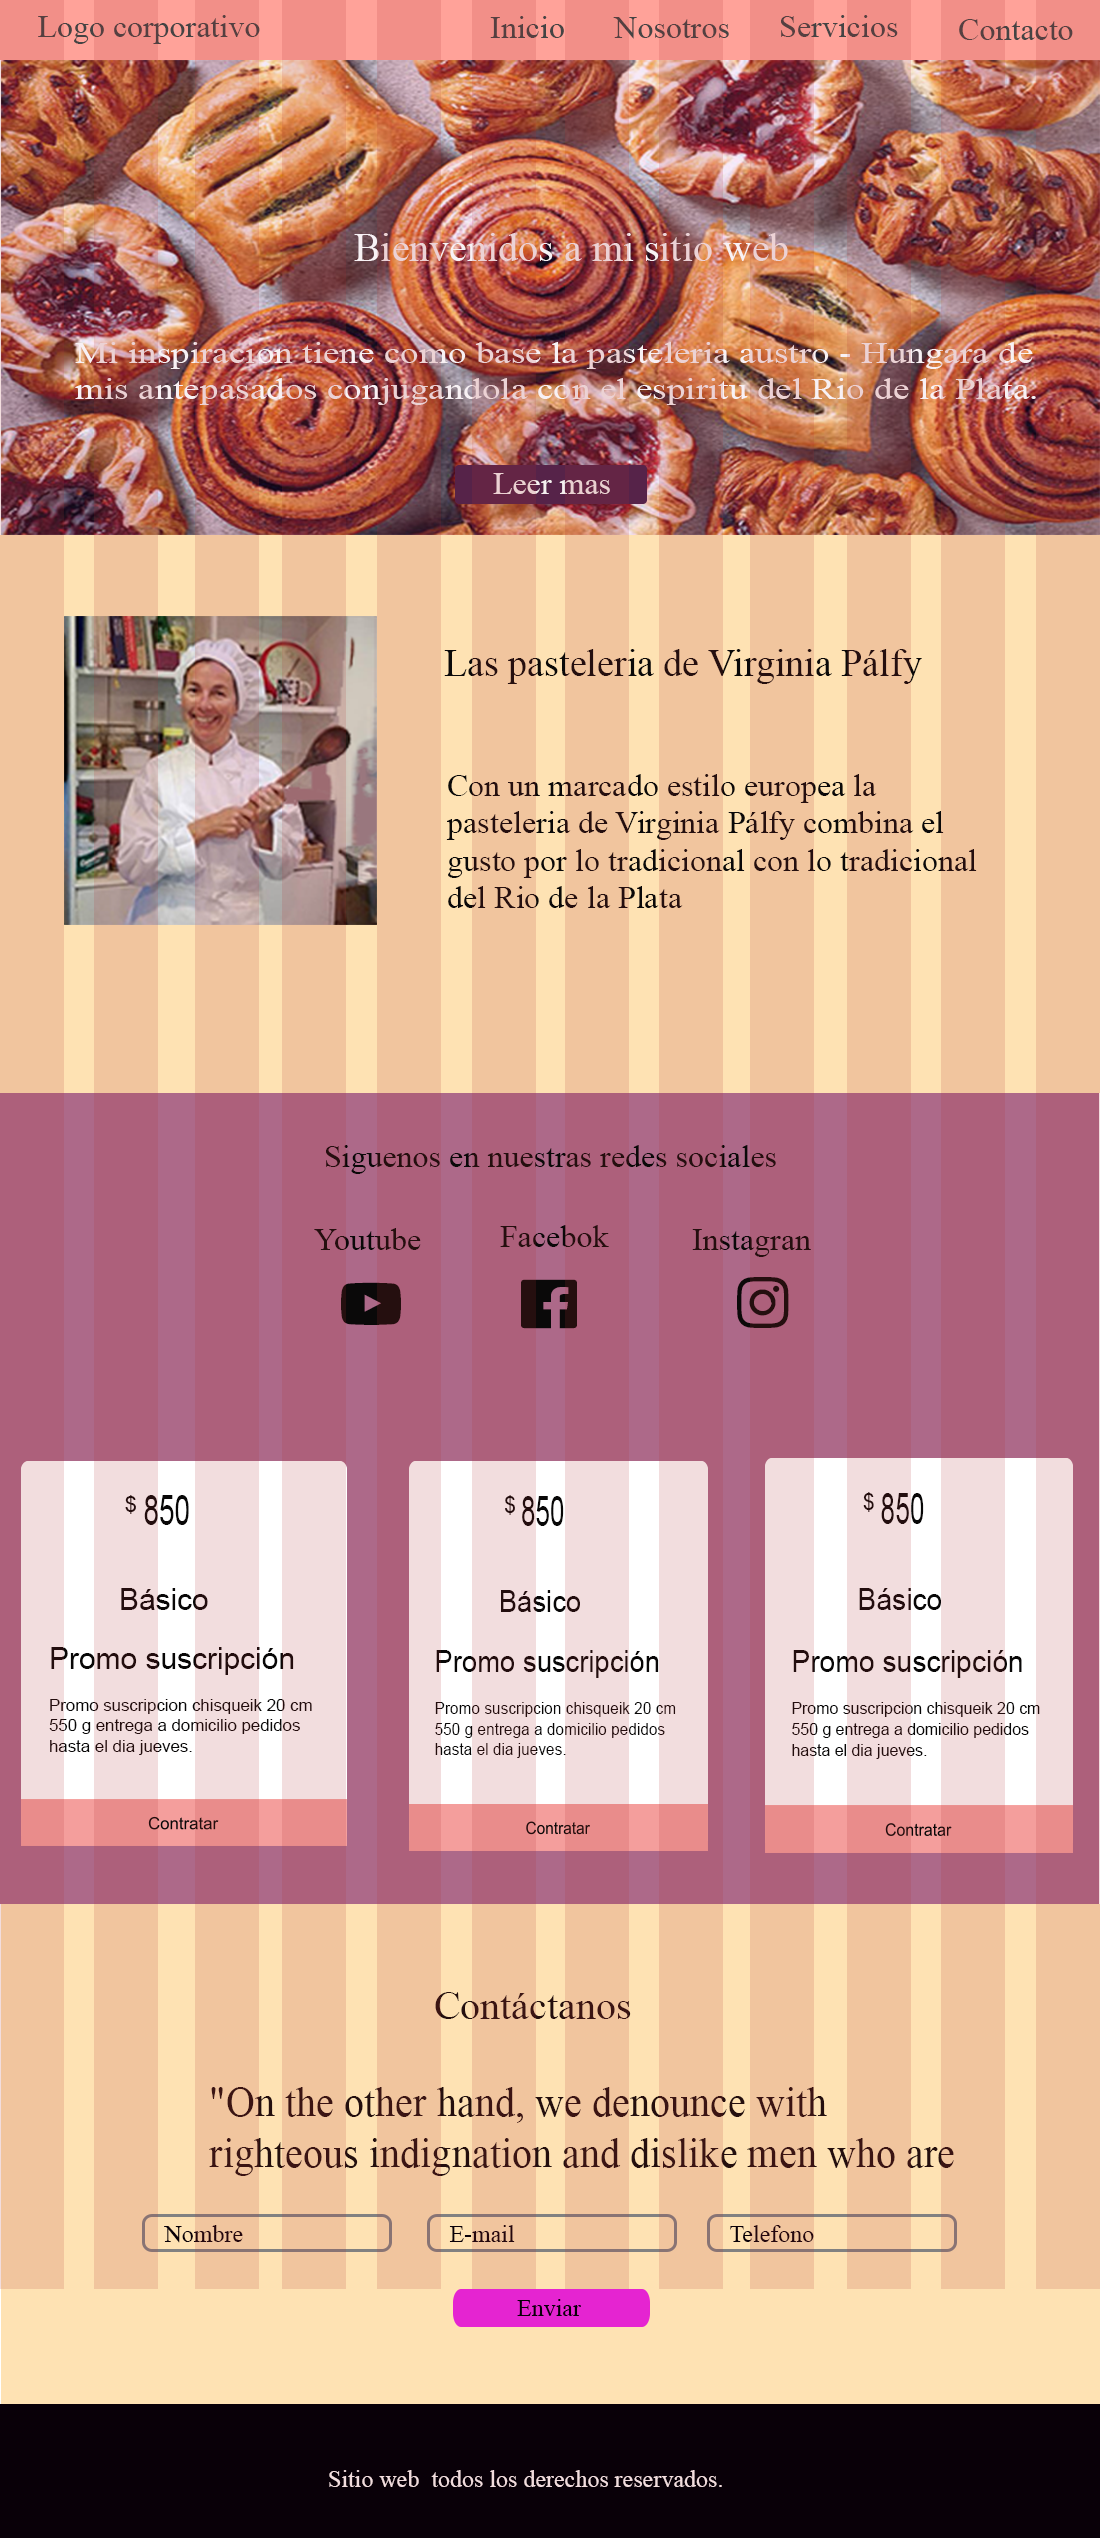 Logo corporativo Inicio Nosotros Servicios Contacto
Bienvenidos a mi sitio web
Mi inspiracion tiene como base la pasteleria austro - Hungara de
mis antepasados conjugandola con el espiritu del Rio de la Plata.
Leer mas
Las pasteleria de Virginia Pálfy
Con un marcado estilo europea la
pasteleria de Virginia Pálfy combina el
gusto por lo tradicional con lo tradicional
del Rio de la Plata
Siguenos en nuestras redes sociales
Youtube Facebok Instagran
$ 850
Básico
Promo suscripción
Promo suscripcion chisqueik 20 cm
550 g entrega a domicilio pedidos
hasta el dia jueves.
Contratar
$ 850
Básico
Promo suscripción
Promo suscripcion chisqueik 20 cm
550 g entrega a domicilio pedidos
hasta el dia jueves.
Contratar
$ 850
Básico
Promo suscripción
Promo suscripcion chisqueik 20 cm
550 g entrega a domicilio pedidos
hasta el dia jueves.
Contratar
Contáctanos
"On the other hand, we denounce with
righteous indignation and dislike men who are
Nombre E-mail Telefono
Enviar
Sitio web todos los derechos reservados.